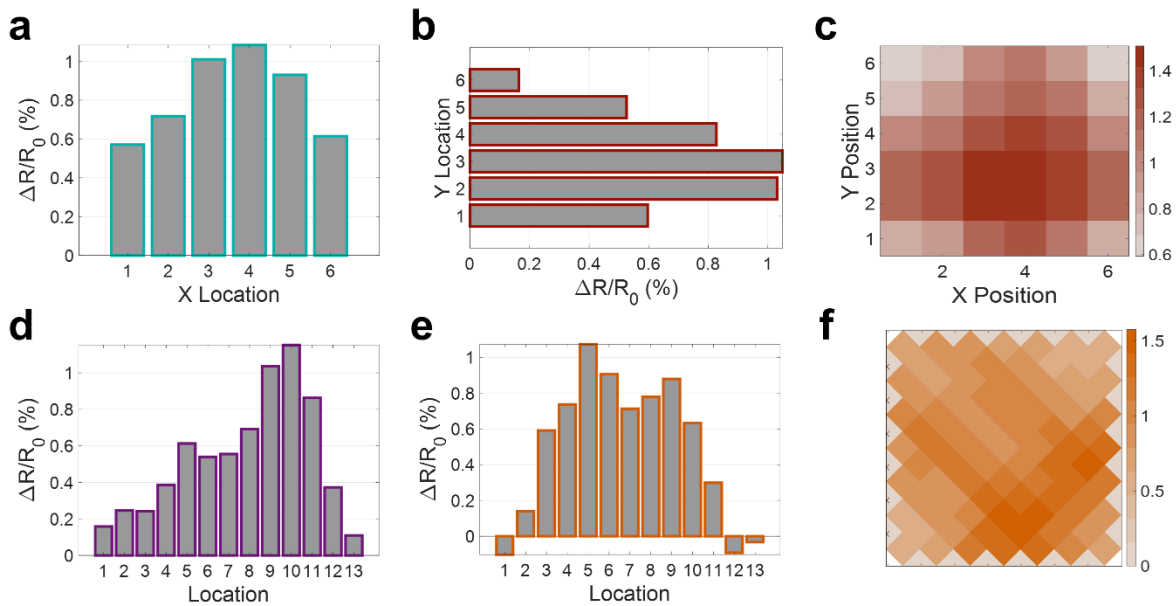 a
1
0.8
0.6
0.4
0.2
0
ΔR/R0 (%)
1 2 3 4 5 6
X Location
b
6
5
4
3
2
1
Y Location
0 0.2 0.4 0.6 0.8 1
ΔR/R0 (%)
c
6
5
4
3
2
1
Y Position
2 4 6
X Position
1.4
1.2
1
0.8
0.6
d
1
0.8
0.6
0.4
0.2
0
ΔR/R0 (%)
1 2 3 4 5 6 7 8 9 10 11 12 13
Location
e
1
0.8
0.6
0.4
0.2
0
ΔR/R0 (%)
1 2 3 4 5 6 7 8 9 10 11 12 13
Location
f
1.5
1
0.5
0